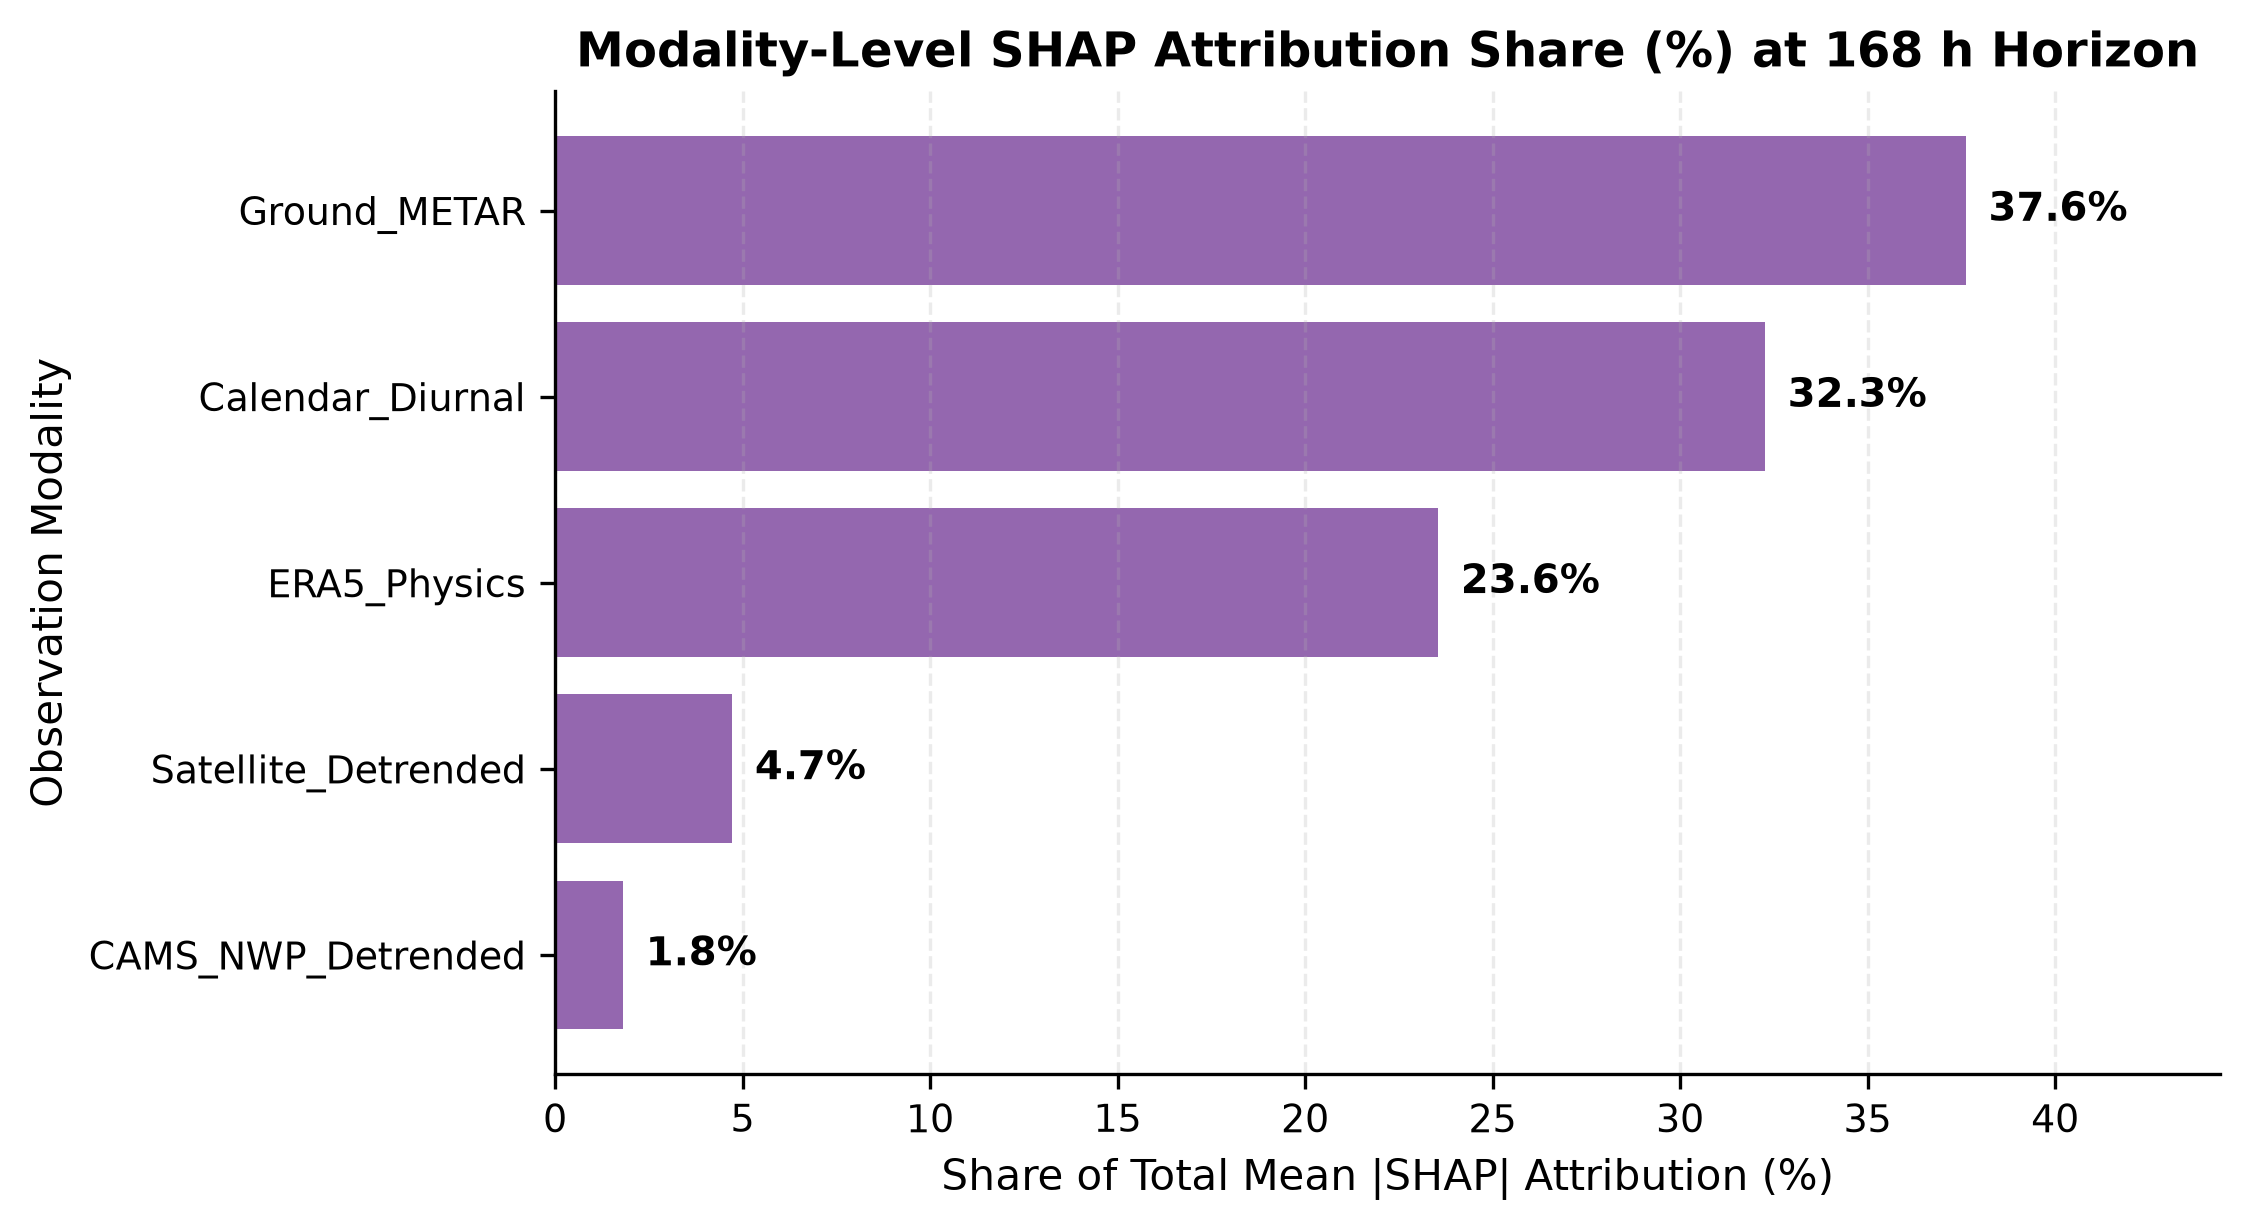 Modality-Level SHAP Attribution Share (%) at 168 h Horizon
Observation Modality
Ground_METAR
37.6%
Calendar_Diurnal
32.3%
ERA5_Physics
23.6%
Satellite_Detrended
4.7%
CAMS_NWP_Detrended
1.8%
0 5 10 15 20 25 30 35 40
Share of Total Mean |SHAP| Attribution (%)